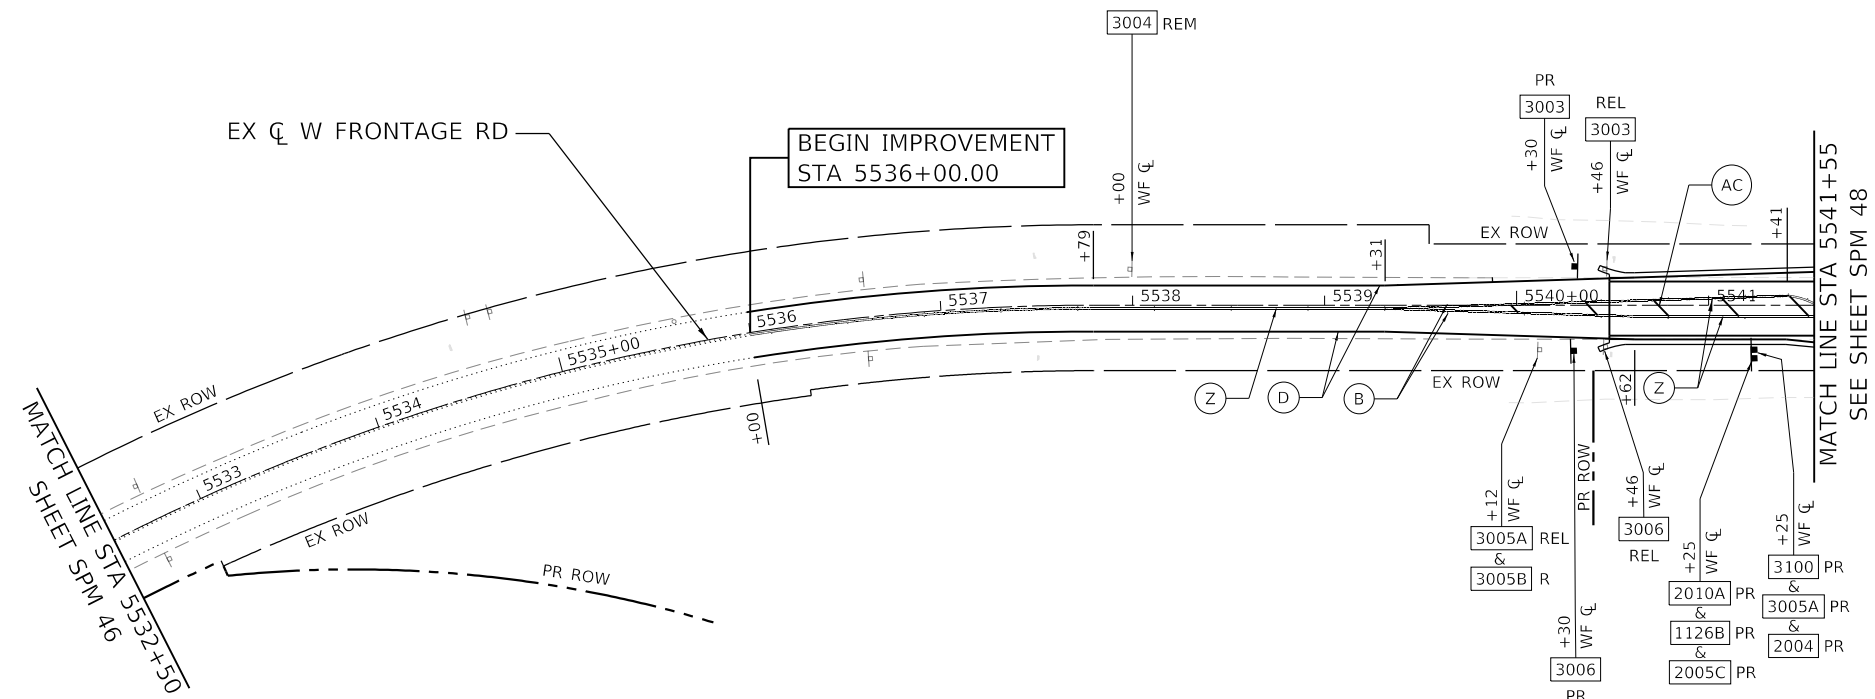 3004 REM
EX ℄ W FRONTAGE RD
BEGIN IMPROVEMENT
STA 5536+00.00
+00
WF ℄
PR
3003
+30
WF ℄
REL
3003
+46
WF ℄
AC
+79
+31
+41
EX ROW
EX ROW
EX ROW
EX ROW
5533
5534
5535+00
5536
5537
5538
5539
5540+00
5541
+00
Z
D
B
Z
+62
PR ROW
PR ROW
+12
WF ℄
3005A REL
&
3005B R
+30
WF ℄
3006
PR
+46
WF ℄
3006
REL
+25
WF ℄
2010A PR
&
1126B PR
&
2005C PR
+25
WF ℄
3100 PR
&
3005A PR
&
2004 PR
MATCH LINE STA 5532+50
SHEET SPM 46
MATCH LINE STA 5541+55
SEE SHEET SPM 48